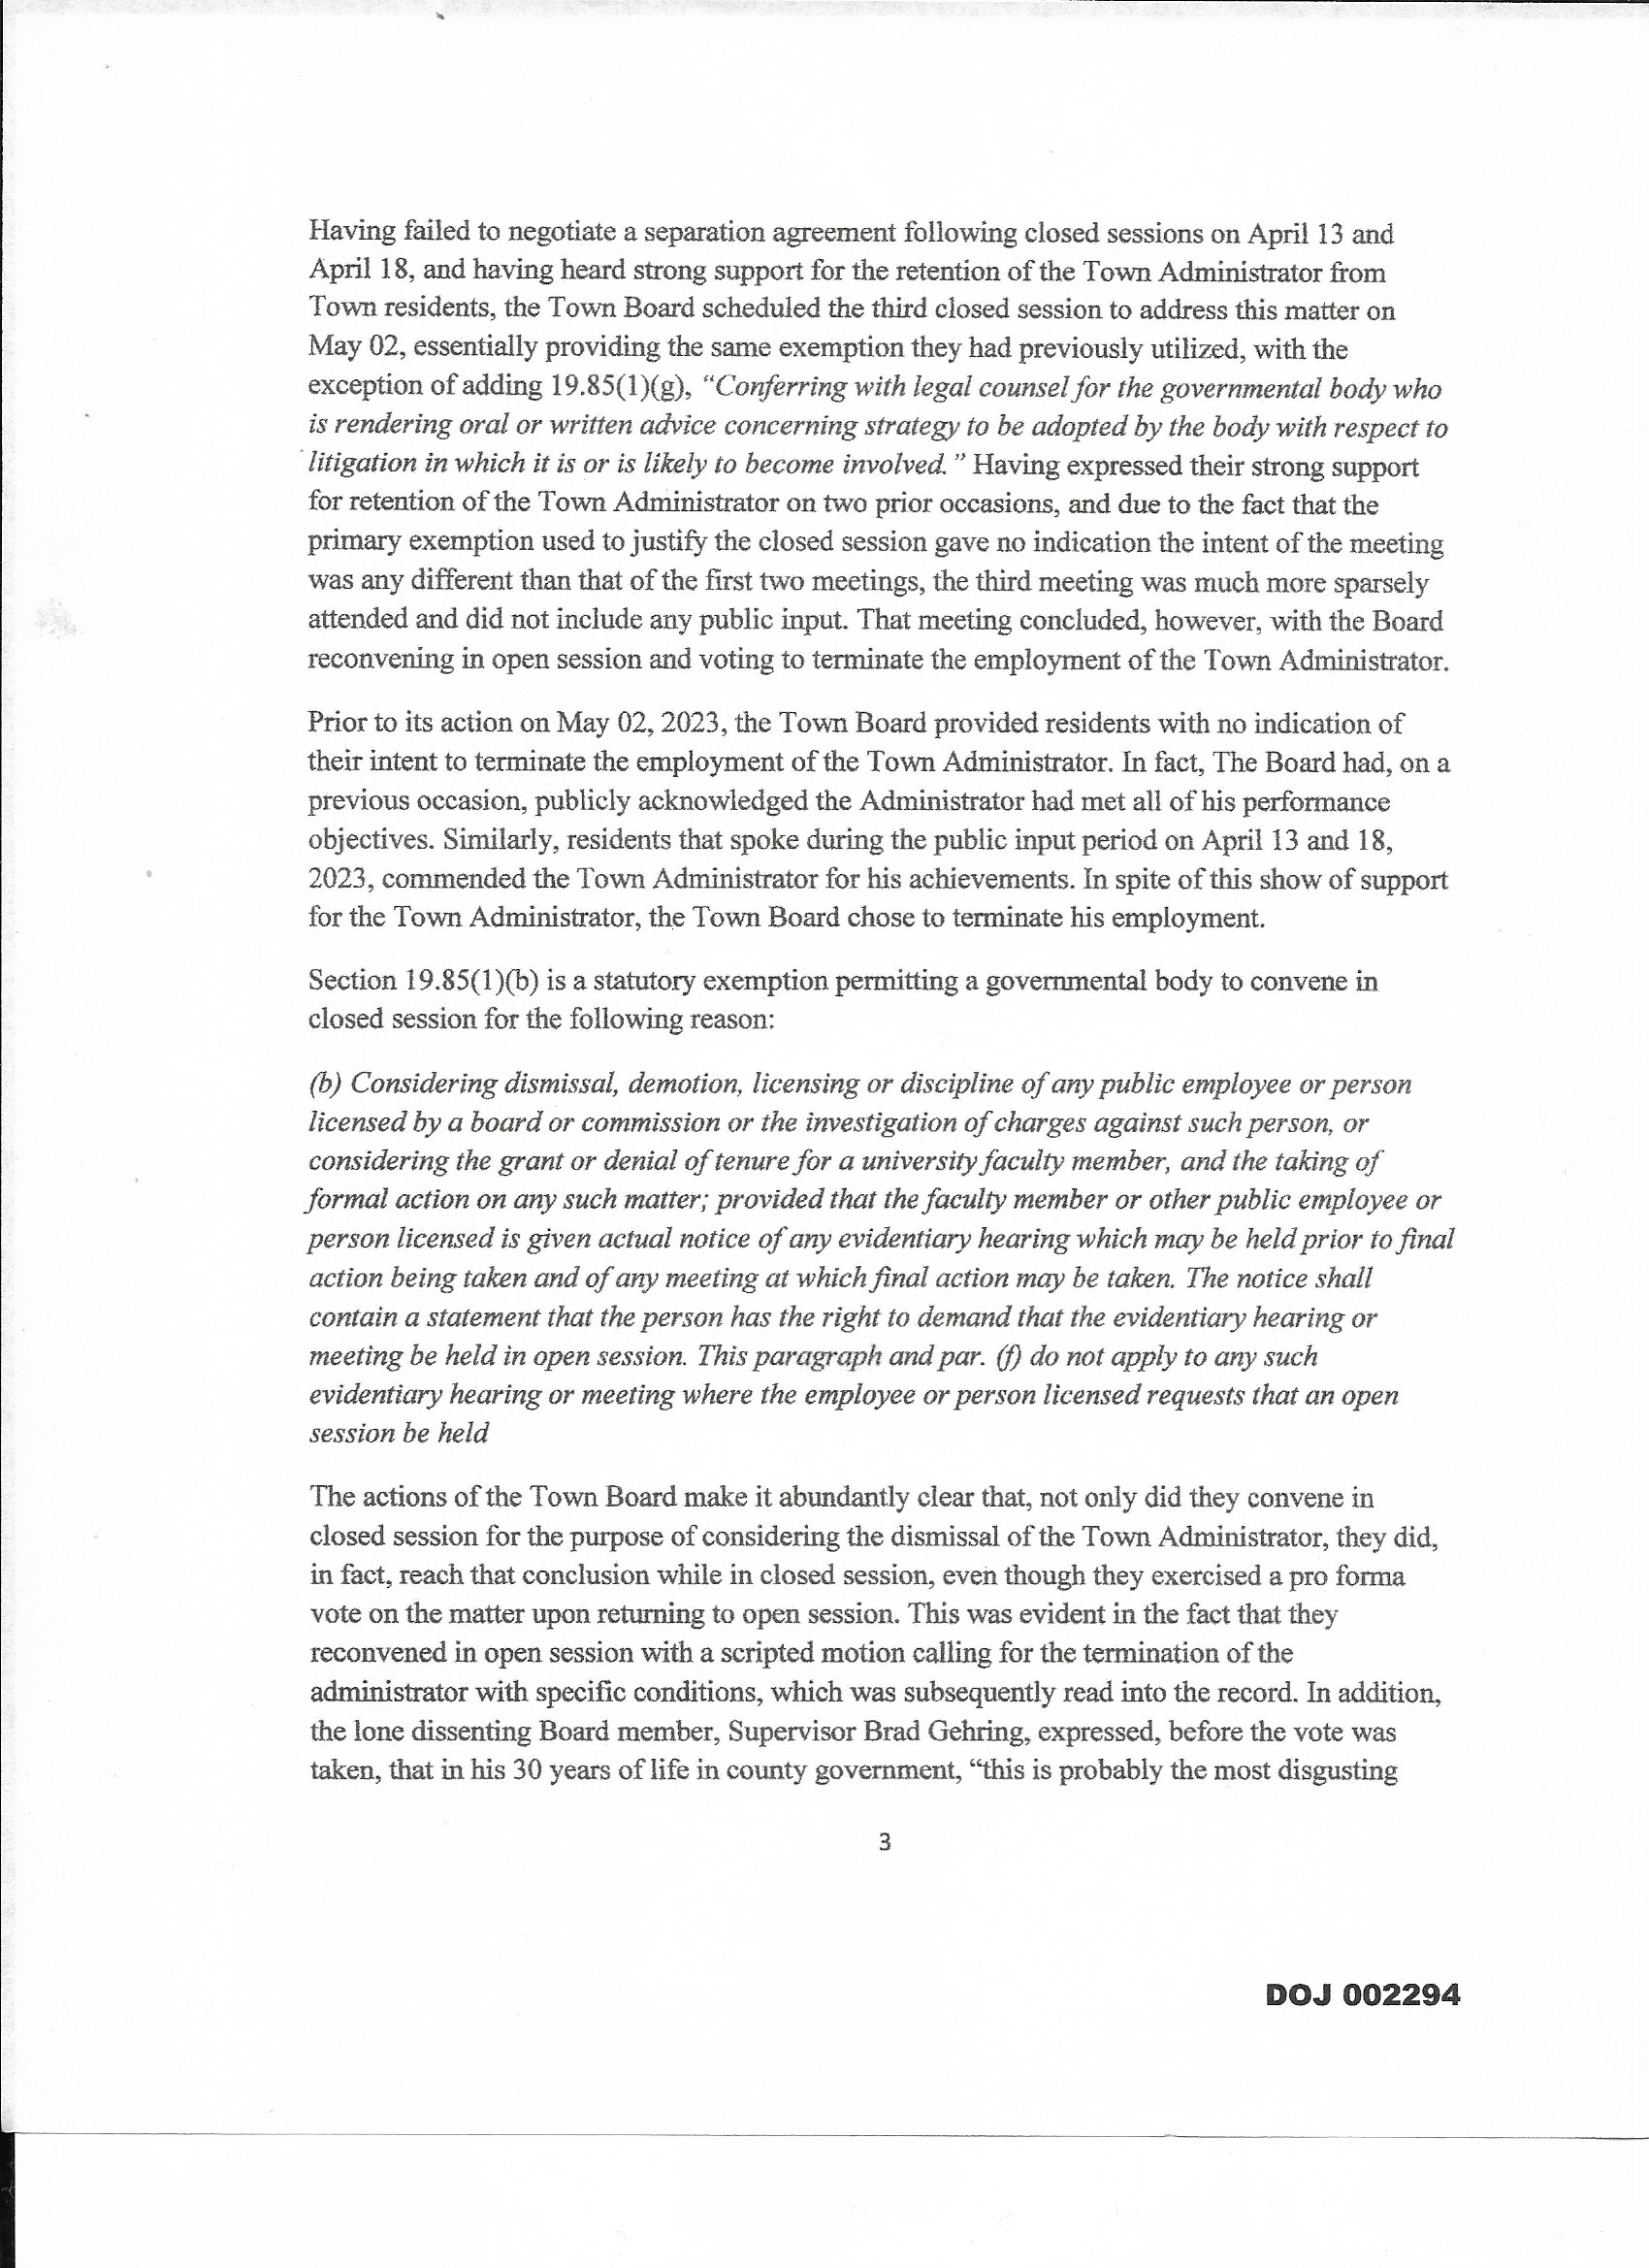 Having failed to negotiate a separation agreement following closed sessions on April 13 and
April 18, and having heard strong support for the retention of the Town Administrator from
Town residents, the Town Board scheduled the third closed session to address this matter on
May 02, essentially providing the same exemption they had previously utilized, with the
exception of adding 19.85(1)(g), “Conferring with legal counsel for the governmental body who
is rendering oral or written advice concerning strategy to be adopted by the body with respect to
litigation in which it is or is likely to become involved.” Having expressed their strong support
for retention of the Town Administrator on two prior occasions, and due to the fact that the
primary exemption used to justify the closed session gave no indication the intent of the meeting
was any different than that of the first two meetings, the third meeting was much more sparsely
attended and did not include any public input. That meeting concluded, however, with the Board
reconvening in open session and voting to terminate the employment of the Town Administrator.
Prior to its action on May 02, 2023, the Town Board provided residents with no indication of
their intent to terminate the employment of the Town Administrator. In fact, The Board had, on a
previous occasion, publicly acknowledged the Administrator had met all of his performance
objectives. Similarly, residents that spoke during the public input period on April 13 and 18,
2023, commended the Town Administrator for his achievements. In spite of this show of support
for the Town Administrator, the Town Board chose to terminate his employment.
Section 19.85(1)(b) is a statutory exemption permitting a governmental body to convene in
closed session for the following reason:
(b) Considering dismissal, demotion, licensing or discipline of any public employee or person
licensed by a board or commission or the investigation of charges against such person, or
considering the grant or denial of tenure for a university faculty member, and the taking of
formal action on any such matter; provided that the faculty member or other public employee or
person licensed is given actual notice of any evidentiary hearing which may be held prior to final
action being taken and of any meeting at which final action may be taken. The notice shall
contain a statement that the person has the right to demand that the evidentiary hearing or
meeting be held in open session. This paragraph and par. (f) do not apply to any such
evidentiary hearing or meeting where the employee or person licensed requests that an open
session be held
The actions of the Town Board make it abundantly clear that, not only did they convene in
closed session for the purpose of considering the dismissal of the Town Administrator, they did,
in fact, reach that conclusion while in closed session, even though they exercised a pro forma
vote on the matter upon returning to open session. This was evident in the fact that they
reconvened in open session with a scripted motion calling for the termination of the
administrator with specific conditions, which was subsequently read into the record. In addition,
the lone dissenting Board member, Supervisor Brad Gehring, expressed, before the vote was
taken, that in his 30 years of life in county government, “this is probably the most disgusting
3
DOJ 002294